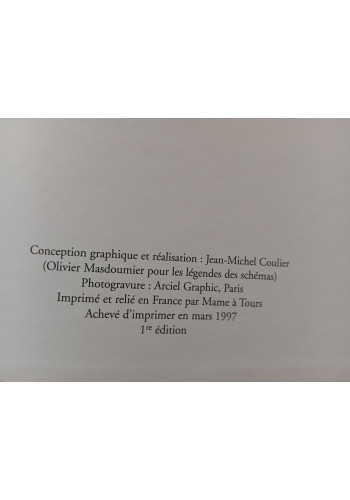 Conception graphique et réalisation : Jean-Michel Coulier
(Olivier Masdoumier pour les légendes des schémas)
Photogravure : Arciel Graphic, Paris
Imprimé et relié en France par Mame à Tours
Achevé d'imprimer en mars 1997
1re édition